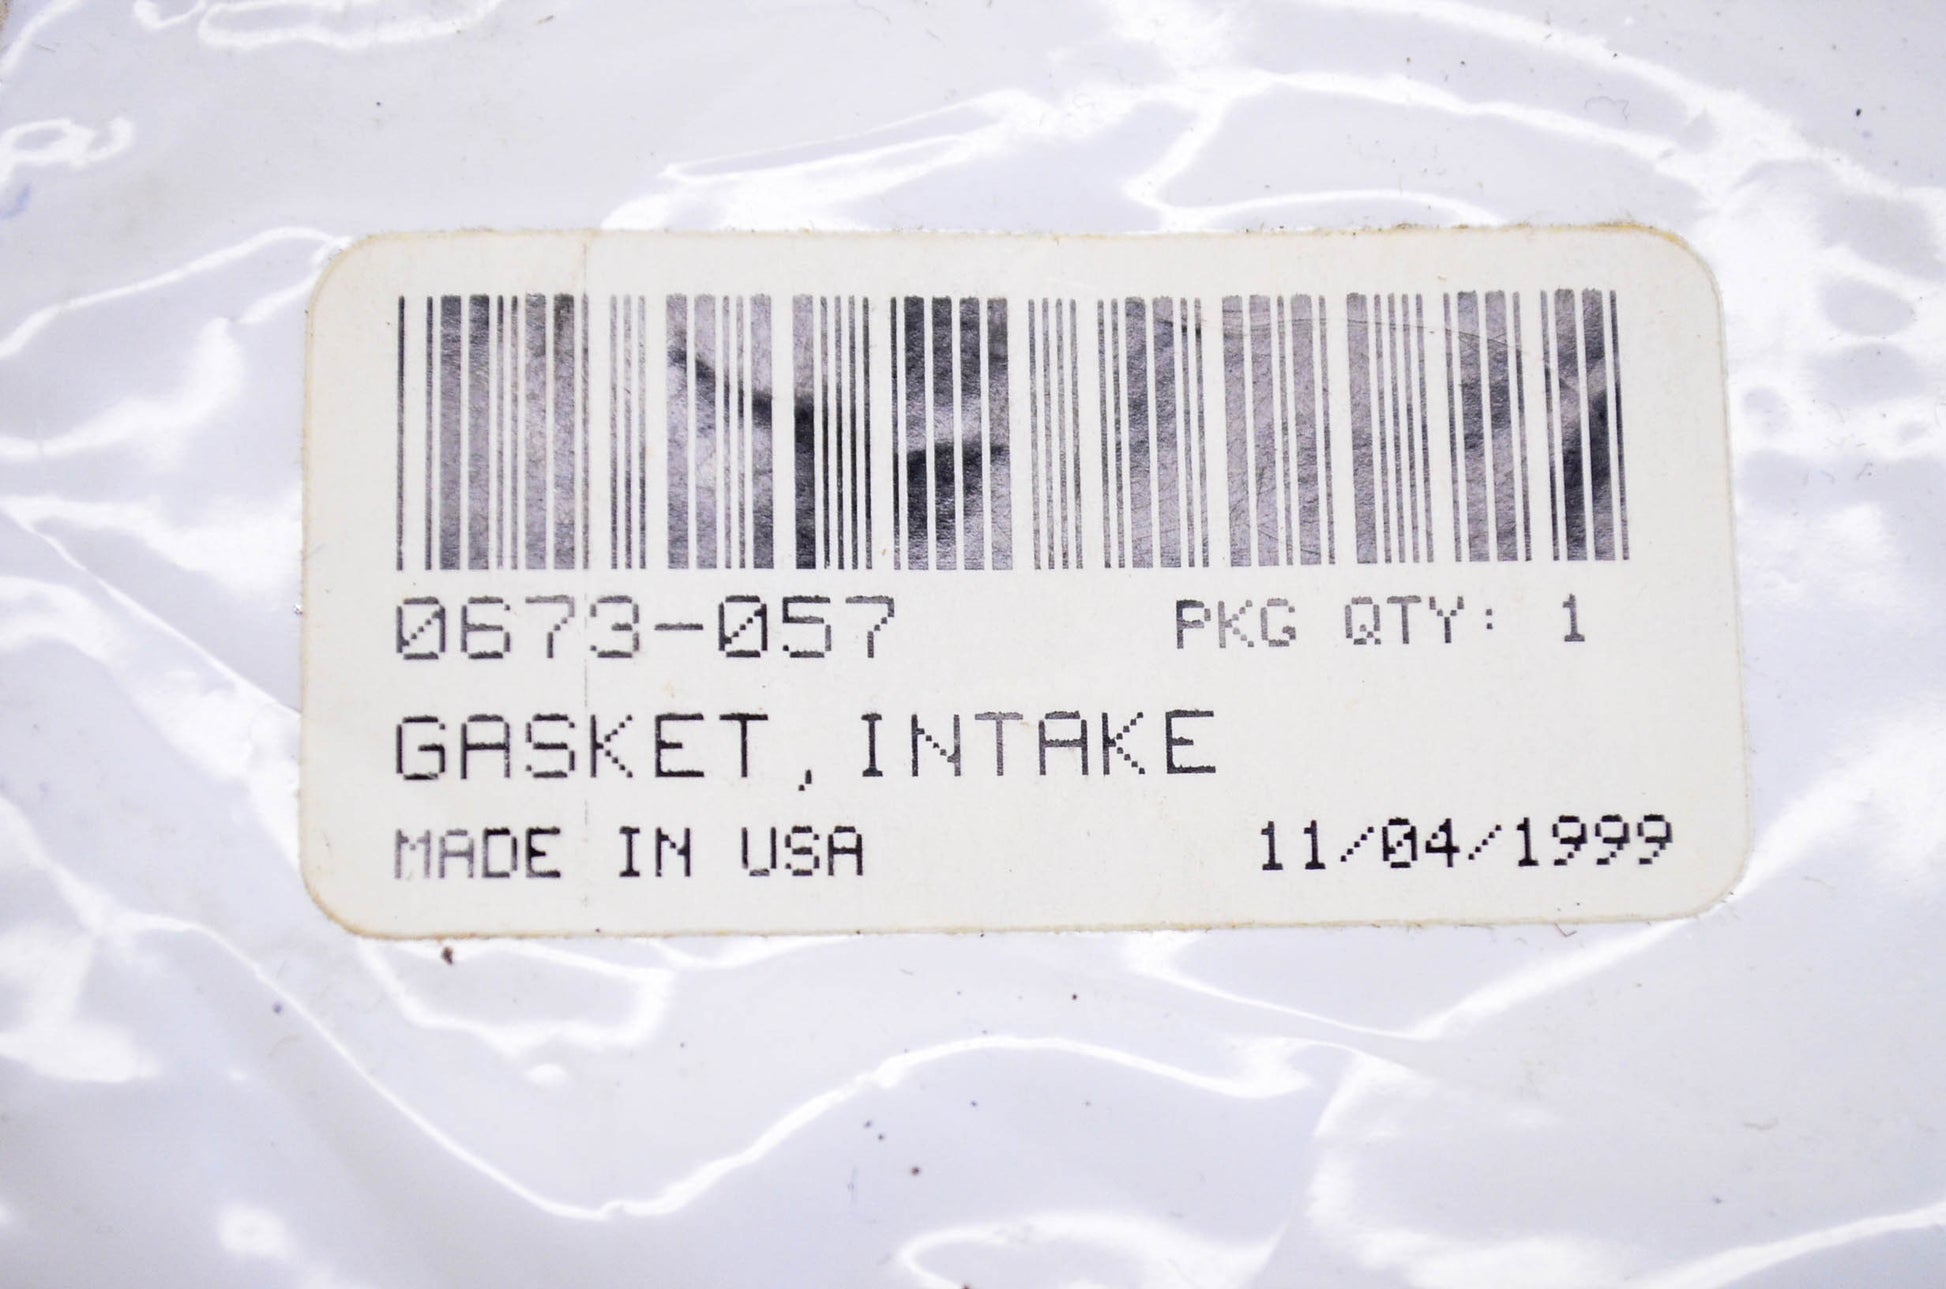 0673-057 PKG QTY: 1
GASKET, INTAKE
MADE IN USA 11/04/1999